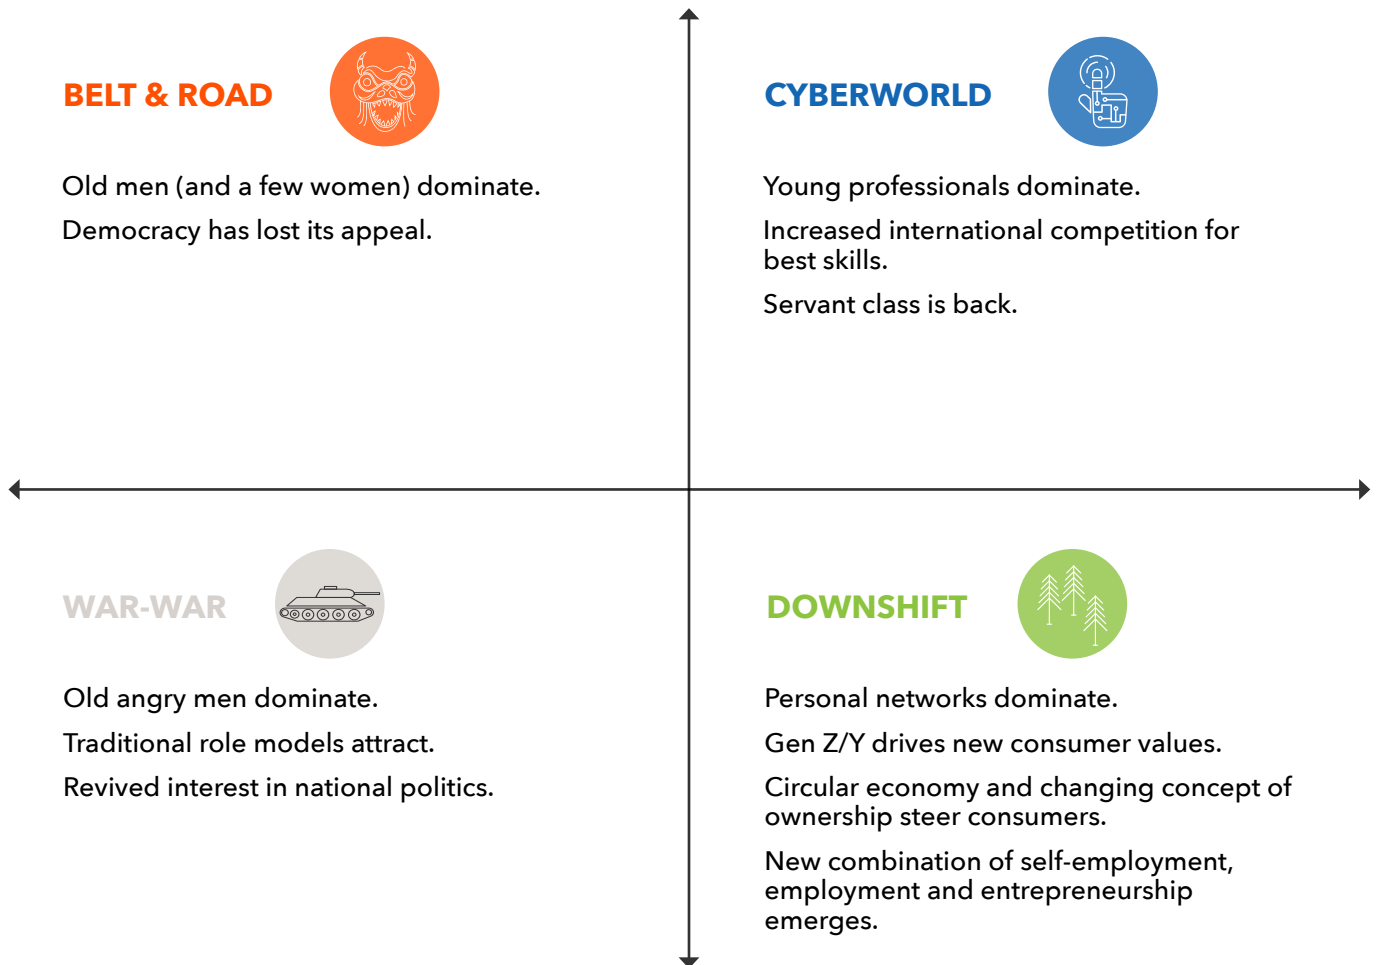 BELT & ROAD
Old men (and a few women) dominate.
Democracy has lost its appeal.
CYBERWORLD
Young professionals dominate.
Increased international competition for
best skills.
Servant class is back.
WAR-WAR
Old angry men dominate.
Traditional role models attract.
Revived interest in national politics.
DOWNSHIFT
Personal networks dominate.
Gen Z/Y drives new consumer values.
Circular economy and changing concept of
ownership steer consumers.
New combination of self-employment,
employment and entrepreneurship
emerges.